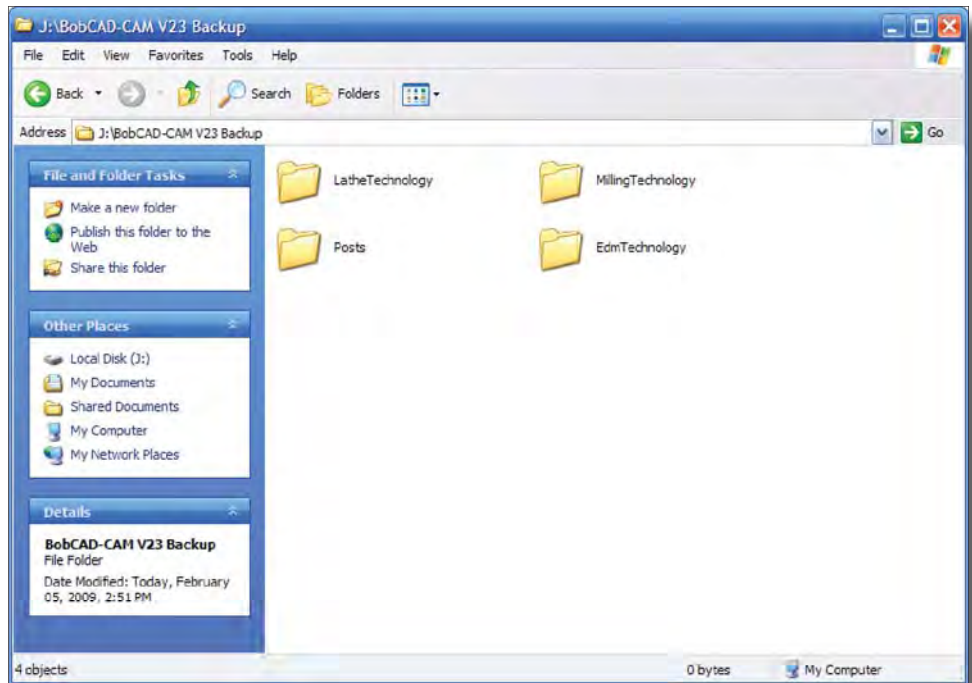 J:\BobCAD-CAM V23 Backup
File Edit View Favorites Tools Help
Back Search Folders
Address J:\BobCAD-CAM V23 Backup Go
File and Folder Tasks
Make a new folder
Publish this folder to the
Web
Share this folder
Other Places
Local Disk (J:)
My Documents
Shared Documents
My Computer
My Network Places
Details
BobCAD-CAM V23 Backup
File Folder
Date Modified: Today, February
05, 2009, 2:51 PM
LatheTechnology MillingTechnology
Posts EdmTechnology
4 objects 0 bytes My Computer